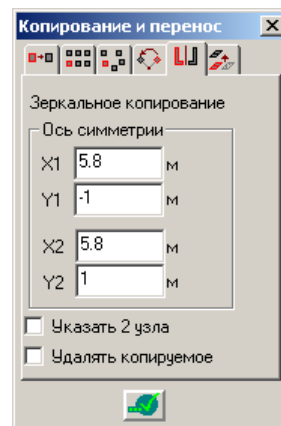 Копирование и перенос
Зеркальное копирование
Ось симметрии
X1 5.8 м
Y1 -1 м
X2 5.8 м
Y2 1 м
Указать 2 узла
Удалять копируемое